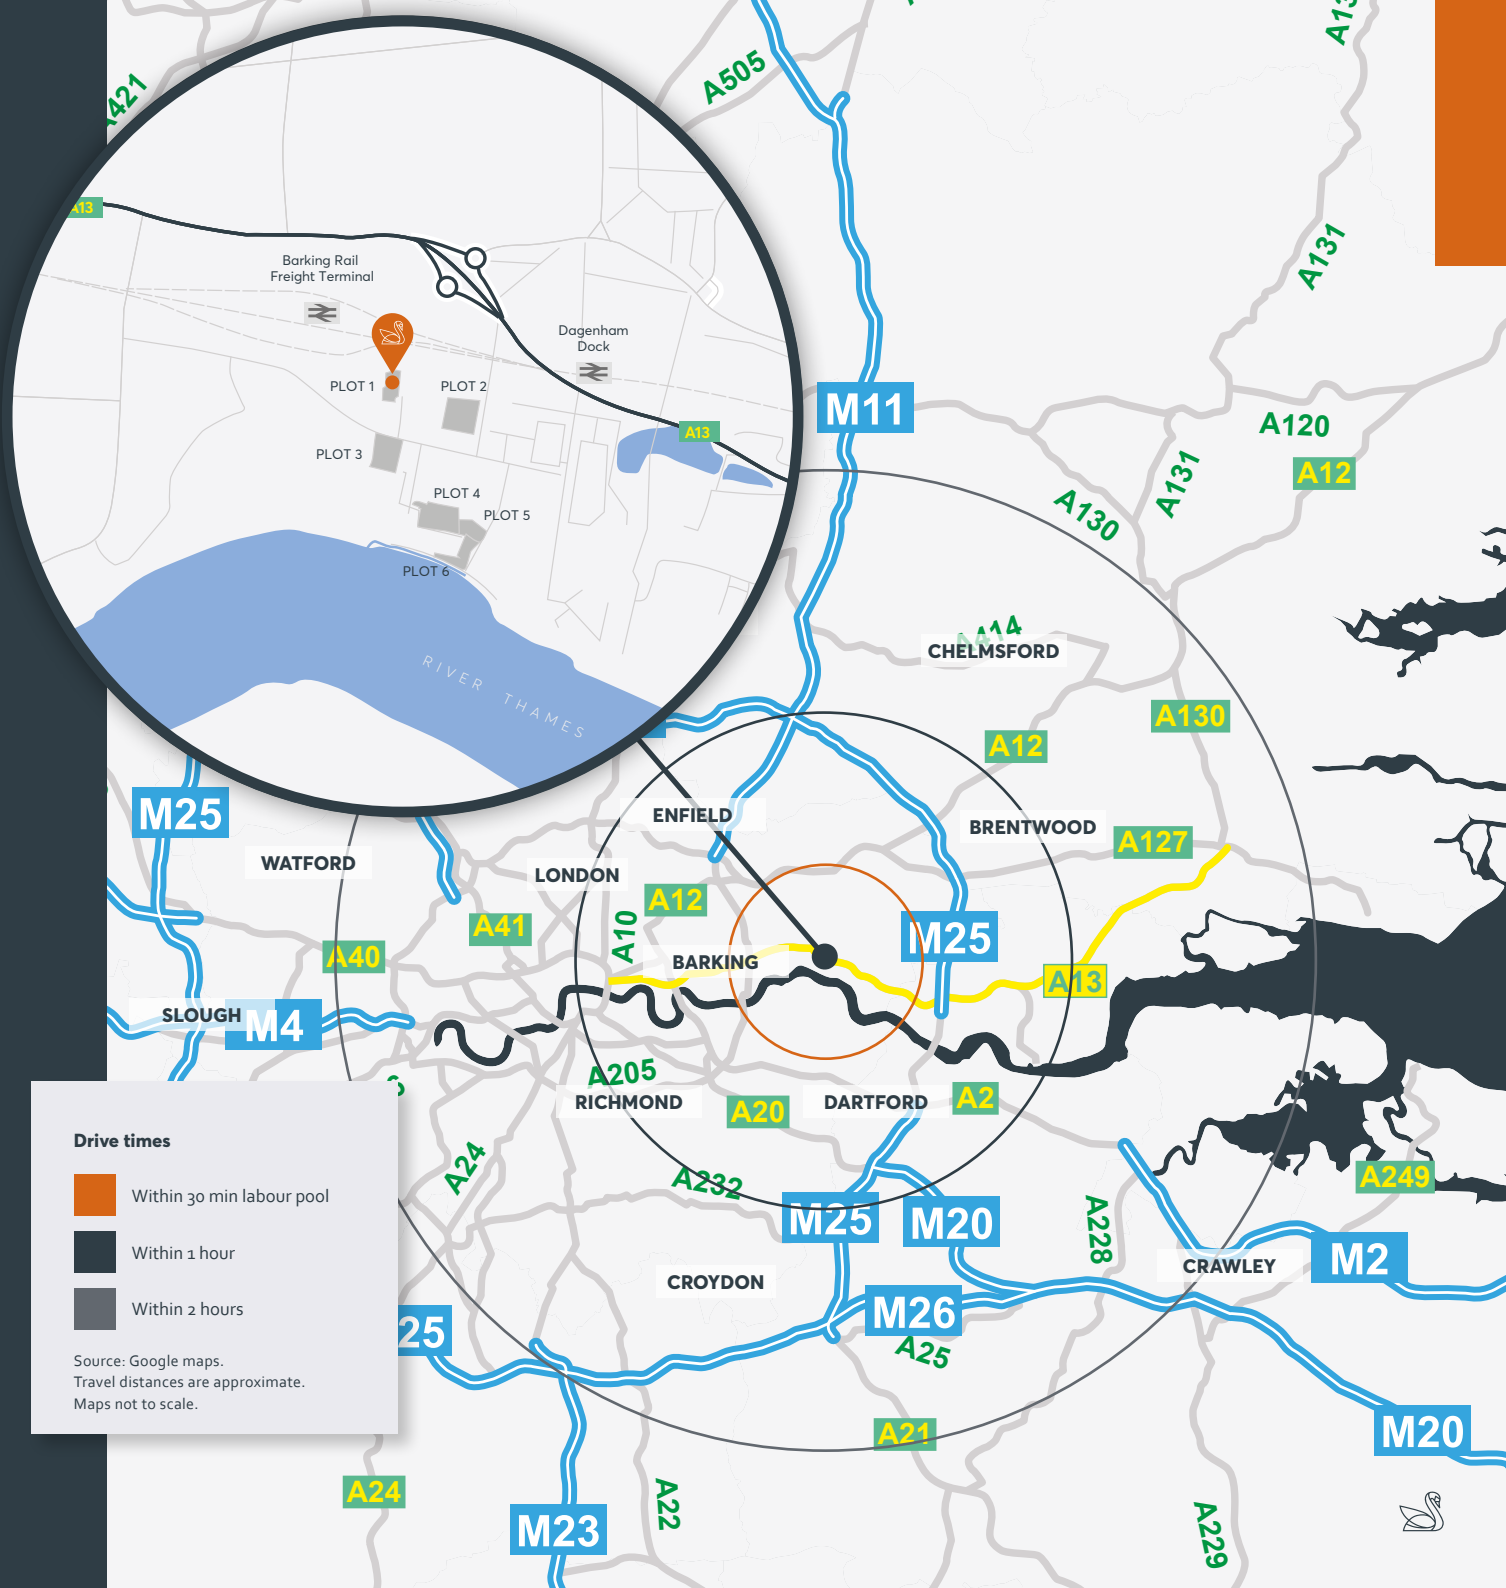 A421
A505
A13
A131
A13
Barking Rail
Freight Terminal
Dagenham
Dock
PLOT 1
PLOT 2
PLOT 3
PLOT 4
PLOT 5
PLOT 6
A13
RIVER THAMES
M11
A131
A120
A12
A131
A130
A414
CHELMSFORD
A130
A12
M25
ENFIELD
BRENTWOOD
A127
WATFORD
LONDON
A12
A41
A10
M25
A40
BARKING
A13
SLOUGH
M4
A205
RICHMOND
A20
DARTFORD
A2
A24
A232
A249
M25
M20
A228
CRAWLEY
M2
CROYDON
M26
A25
25
A21
M20
A24
A22
M23
A229
Drive times
Within 30 min labour pool
Within 1 hour
Within 2 hours
Source: Google maps.
Travel distances are approximate.
Maps not to scale.